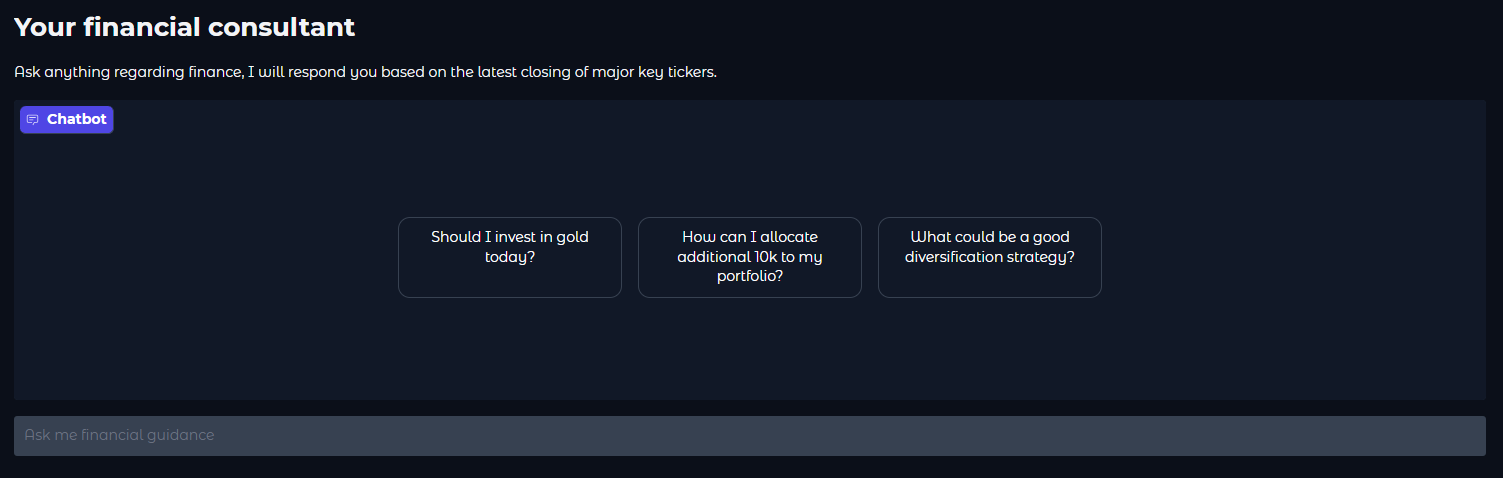 Your financial consultant
Ask anything regarding finance, I will respond you based on the latest closing of major key tickers.
Chatbot
Should I invest in gold
today?
How can I allocate
additional 10k to my
portfolio?
What could be a good
diversification strategy?
Ask me financial guidance